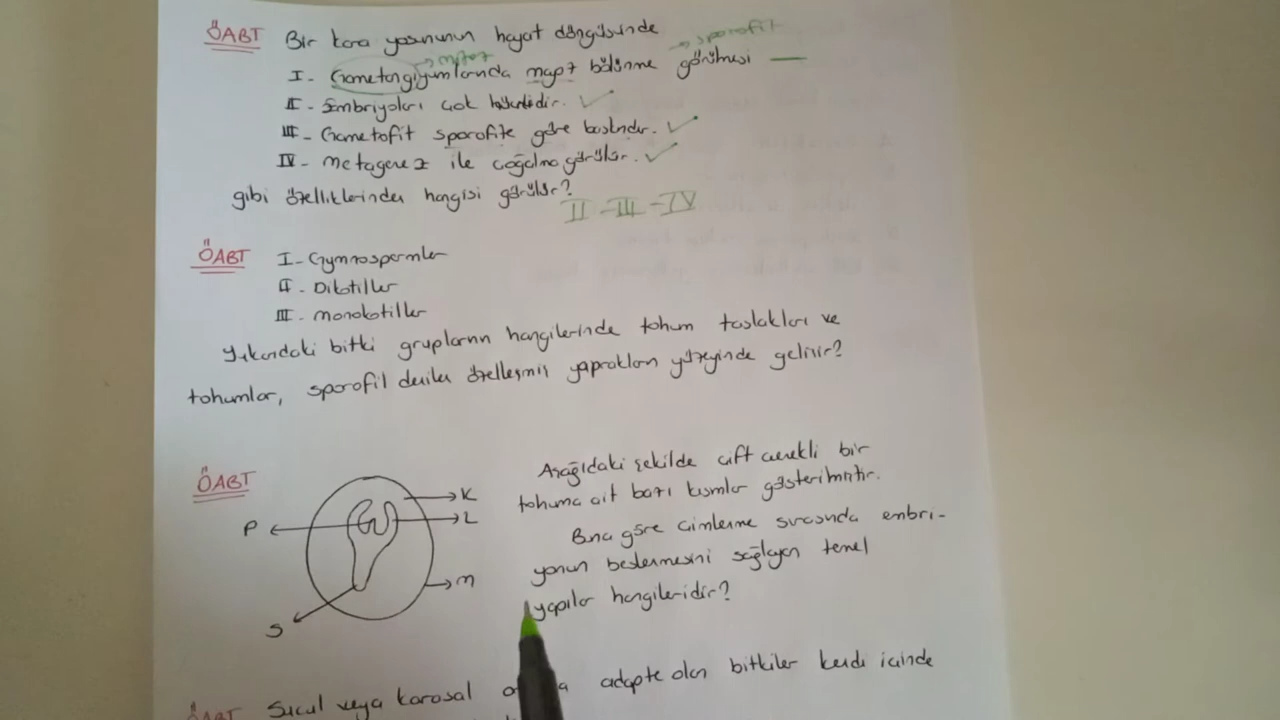 ÖABT Bir kara yosununun hayat döngüsünde
→ sporofit
→ mitoz
I- Gametangiyumlarında mayoz bölünme görülmesi —
II- Embriyoları çok hücrelidir. ✓
III- Gametofit sporofite göre baskındır. ✓
IV- metagenez ile çoğalma görülür. ✓
gibi özelliklerinden hangisi görülür?
II-III-IV
ÖABT I- Gymnospermler
II- Dikotiller
III- monokotiller
Yukarıdaki bitki gruplarının hangilerinde tohum taslakları ve
tohumlar, sporofil denilen özelleşmiş yaprakların yüzeyinde gelişir?
ÖABT
K
P
L
M
S
Aşağıdaki şekilde çift çenekli bir
tohuma ait bazı kısımlar gösterilmiştir.
Buna göre çimlenme sırasında embri-
yonun beslenmesini sağlayan temel
yapılar hangileridir?
ÖABT Sucul veya karasal adapte olan bitkiler kendi içinde